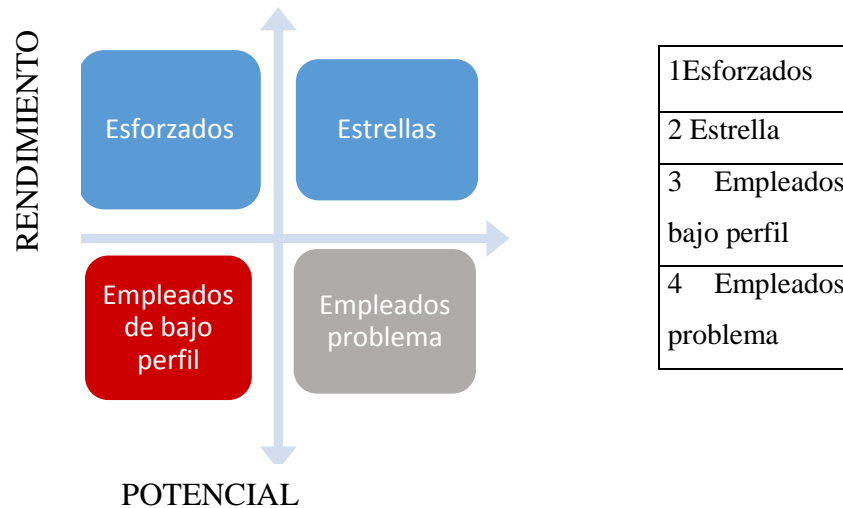 RENDIMIENTO
Esforzados
Estrellas
Empleados
de bajo
perfil
Empleados
problema
POTENCIAL
1Esforzados
2 Estrella
3 Empleados
bajo perfil
4 Empleados
problema